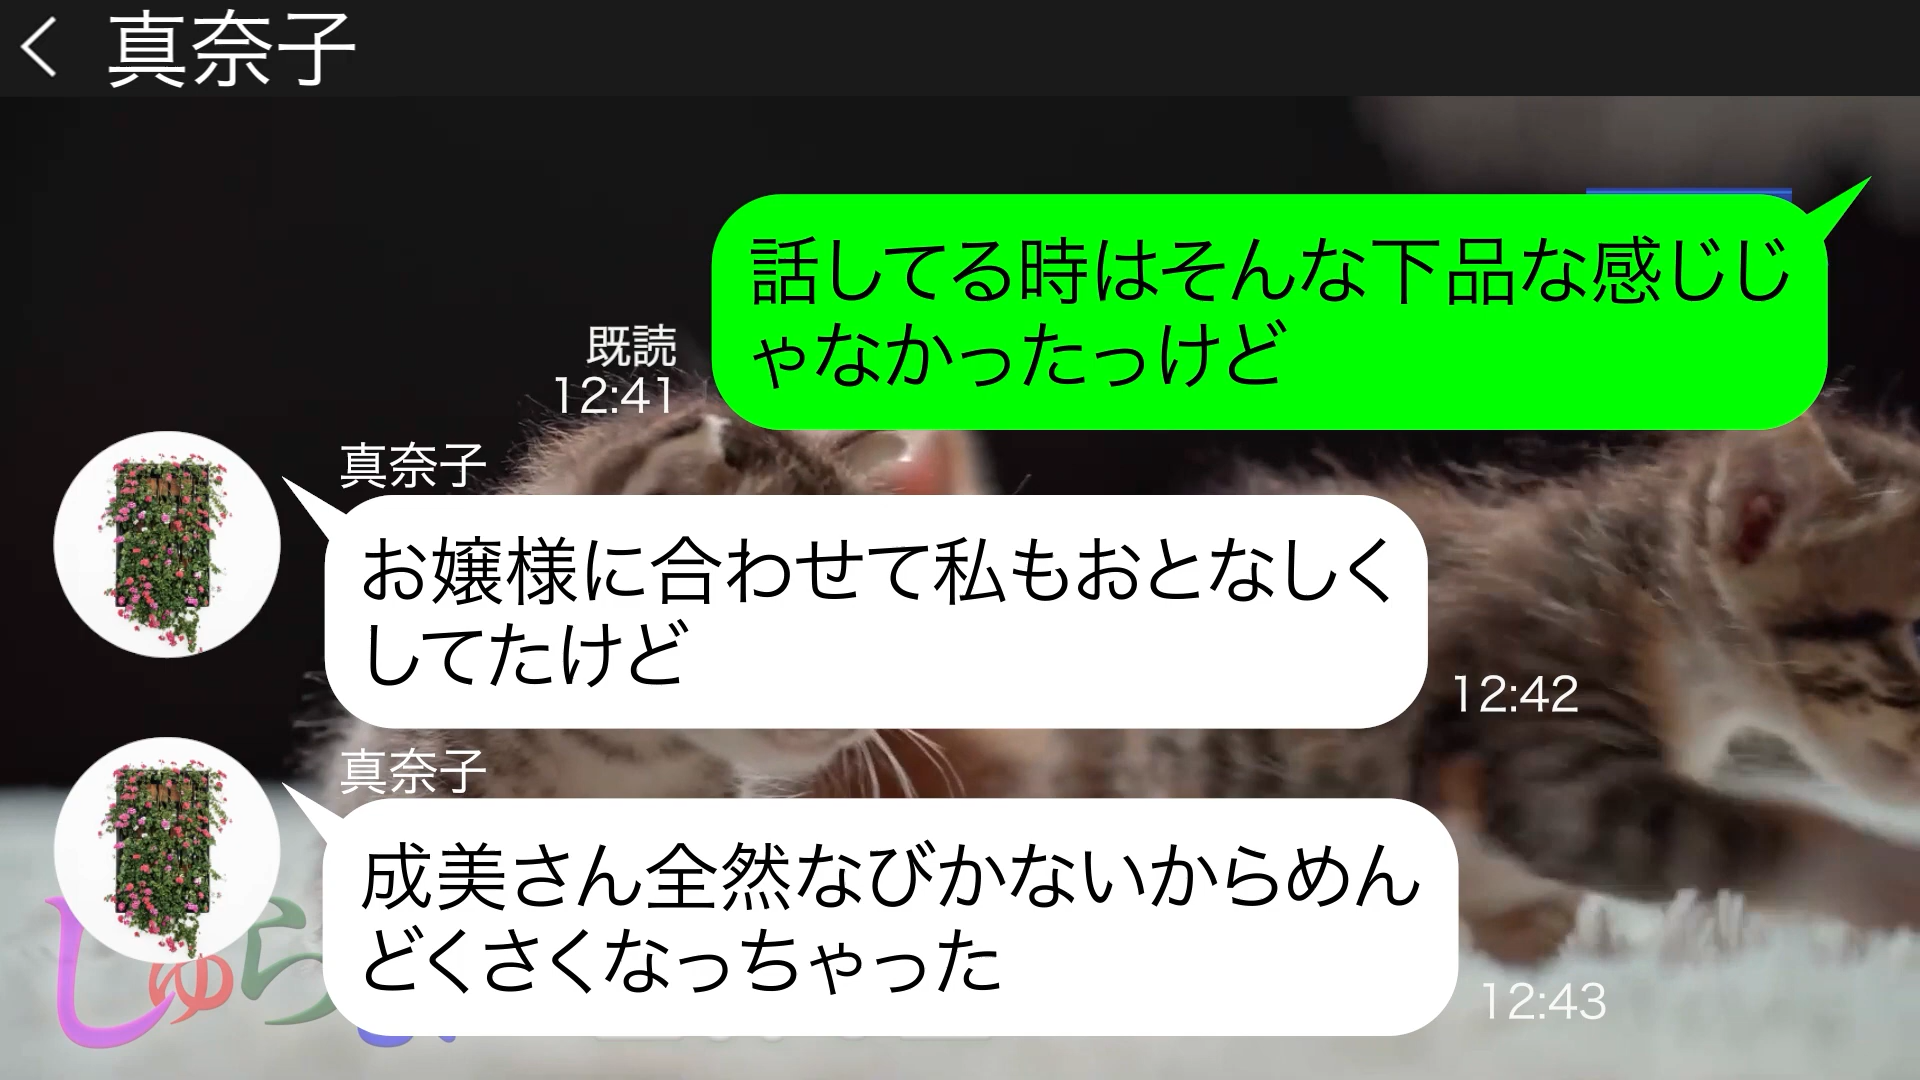 真奈子
話してる時はそんな下品な感じじ
ゃなかったっけど
既読
12:41
真奈子
お嬢様に合わせて私もおとなしく
してたけど
12:42
真奈子
成美さん全然なびかないからめん
どくさくなっちゃった
12:43
しゅら